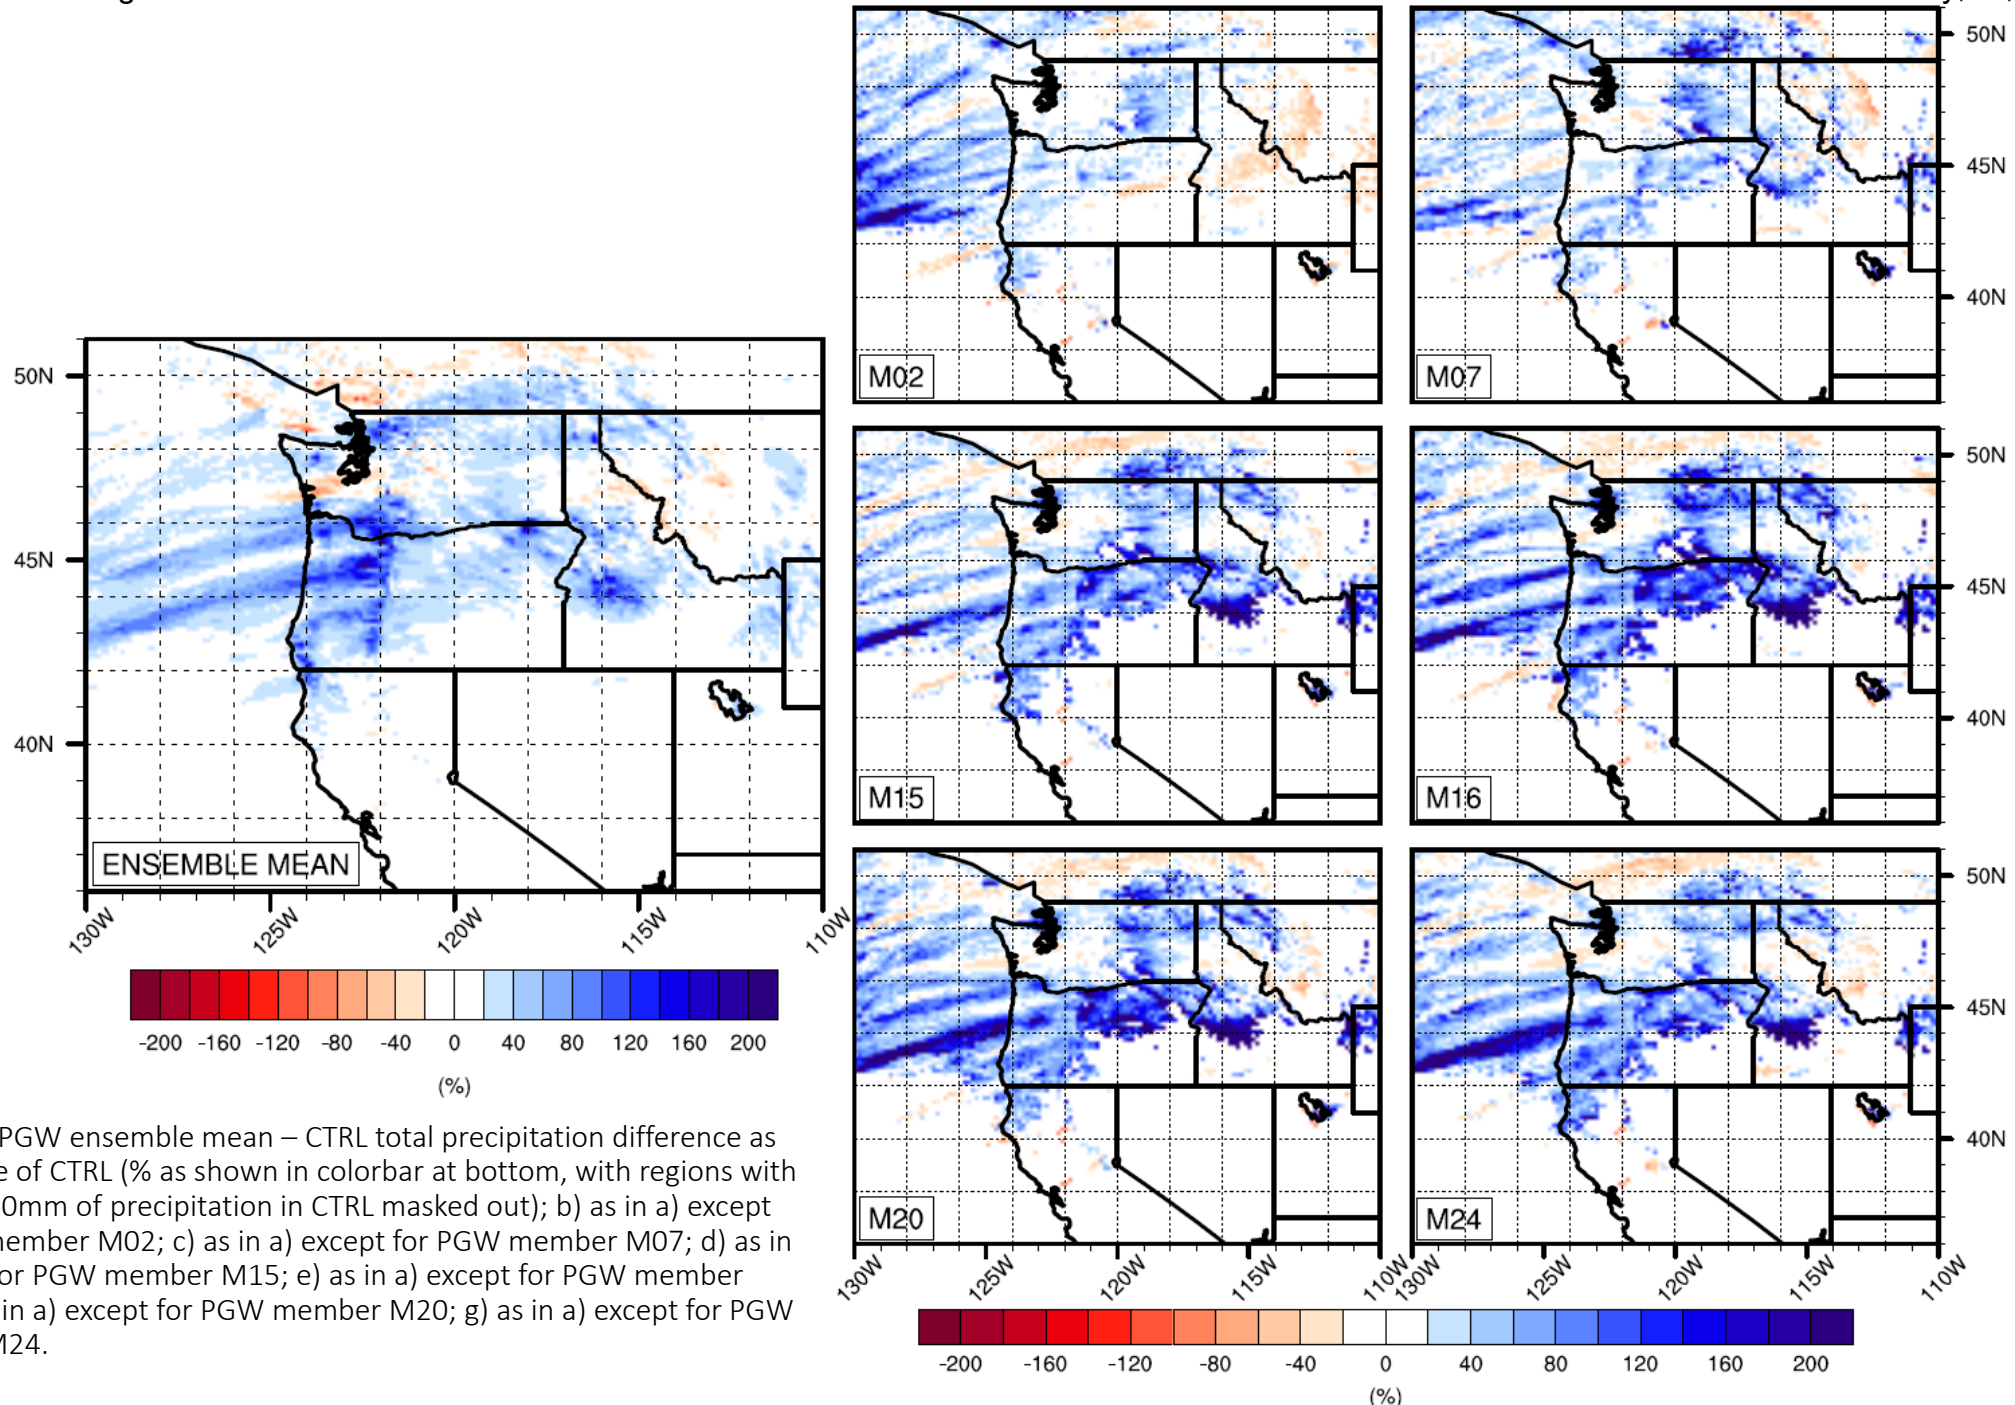 50N
45N
40N
ENSEMBLE MEAN
130W 125W 120W 115W 110W
-200 -160 -120 -80 -40 0 40 80 120 160 200
(%)
PGW ensemble mean – CTRL total precipitation difference as
e of CTRL (% as shown in colorbar at bottom, with regions with
0mm of precipitation in CTRL masked out); b) as in a) except
member M02; c) as in a) except for PGW member M07; d) as in
or PGW member M15; e) as in a) except for PGW member
in a) except for PGW member M20; g) as in a) except for PGW
M24.
M02
M07
50N
45N
40N
M15
M16
50N
45N
40N
M20
M24
50N
45N
40N
130W 125W 120W 115W 110W
130W 125W 120W 115W 110W
-200 -160 -120 -80 -40 0 40 80 120 160 200
(%)